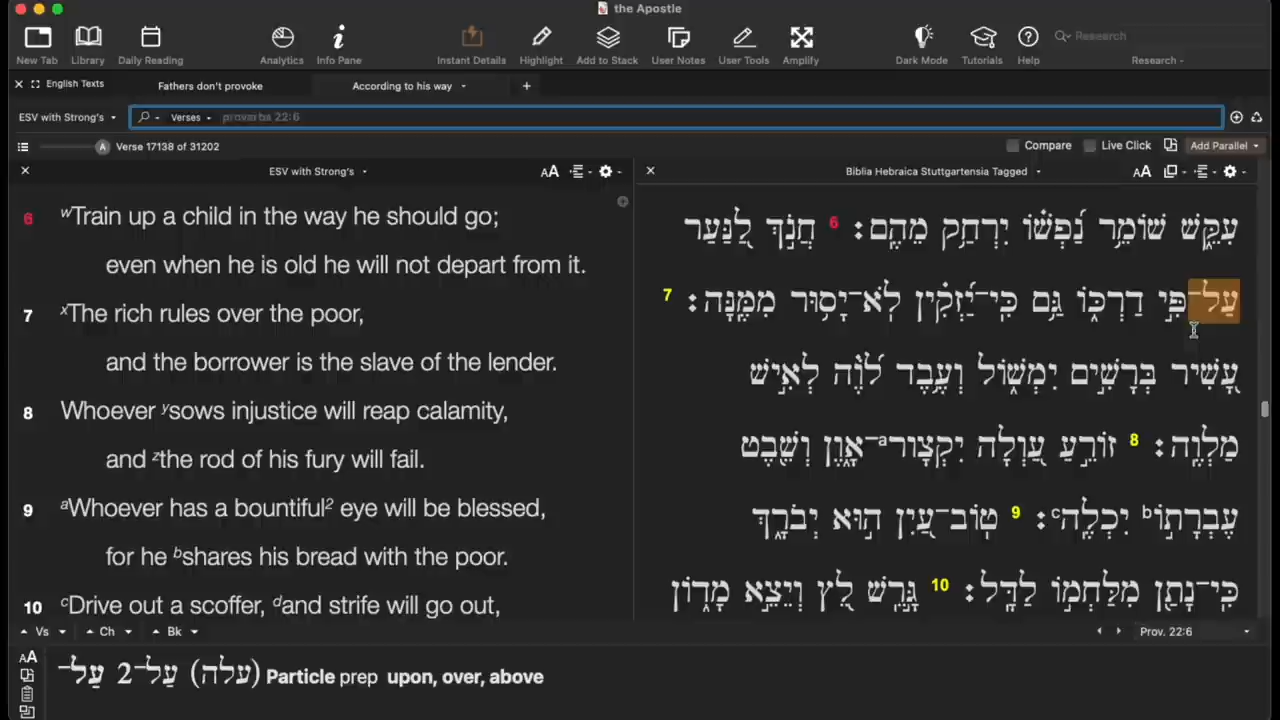 the Apostle
New Tab
Library
Daily Reading
Analytics
Info Pane
Instant Details
Highlight
Add to Stack
User Notes
User Tools
Amplify
Dark Mode
Tutorials
Help
Research
Research
English Texts
Fathers don't provoke
According to his way
ESV with Strong's
Verses
proverbs 22:6
Verse 17138 of 31202
Compare
Live Click
Add Parallel
ESV with Strong's
6 wTrain up a child in the way he should go;
even when he is old he will not depart from it.
7 xThe rich rules over the poor,
and the borrower is the slave of the lender.
8 Whoever ysows injustice will reap calamity,
and zthe rod of his fury will fail.
9 aWhoever has a bountiful2 eye will be blessed,
for he bshares his bread with the poor.
10 cDrive out a scoffer, dand strife will go out,
Biblia Hebraica Stuttgartensia Tagged
עִ֭קֵּשׁ שׁוֹמֵ֥ר נַ֝פְשׁ֗וֹ יִרְחַ֥ק מֵהֶֽם׃ 6 חֲנֹ֣ךְ לַ֭נַּעַר
עַל־פִּ֣י דַרְכּ֑וֹ גַּ֥ם כִּֽי־יַ֝זְקִ֗ין לֹֽא־יָס֥וּר מִמֶּֽנָּה׃ 7
עָ֭שִׁיר בְּרָשִׁ֣ים יִמְשׁ֑וֹל וְעֶ֥בֶד לֹ֝וֶ֗ה לְאִ֣ישׁ
מַלְוֶֽה׃ 8 זוֹרֵ֣עַ עַ֭וְלָה יִקְצָור־aאָ֑וֶן וְשֵׁ֖בֶט
עֶבְרָת֣וֹb יִכְלֶֽהc׃ 9 טֽוֹב־עַ֭יִן ה֣וּא יְבֹרָ֑ךְ
כִּֽי־נָתַ֖ן מִלַּחְמ֣וֹ לַדָּֽל׃ 10 גָּ֣רֵֽשׁ לֵ֭ץ וְיֵצֵ֣א מָד֑וֹן
Vs
Ch
Bk
Prov. 22:6
עַל־ 2 עַל־ (עלה) Particle prep upon, over, above